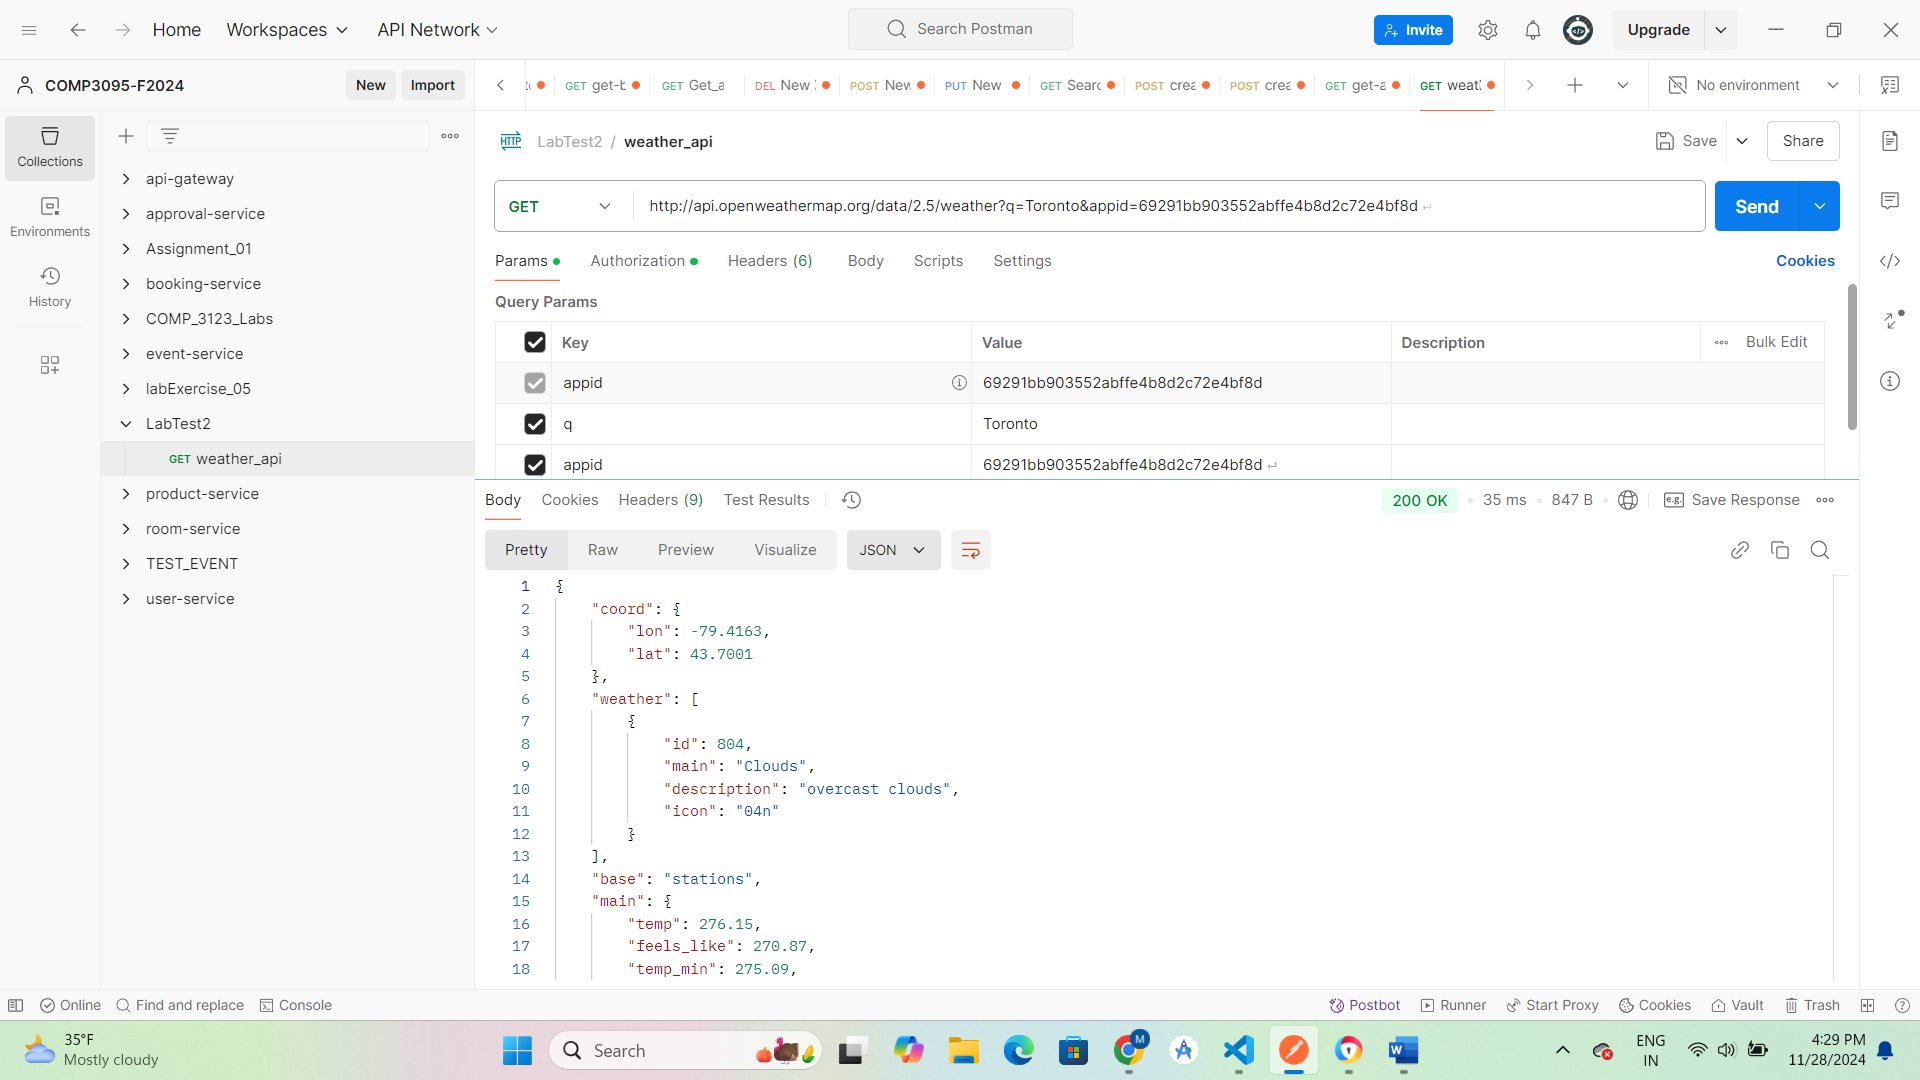 Home
Workspaces
API Network
Search Postman
Invite
Upgrade
COMP3095-F2024
New
Import
GET get-b
GET Get_a
DEL New
POST New
PUT New
GET Searc
POST crea
POST crea
GET get-a
GET weat
No environment
Collections
Environments
History
api-gateway
approval-service
Assignment_01
booking-service
COMP_3123_Labs
event-service
labExercise_05
LabTest2
GET weather_api
product-service
room-service
TEST_EVENT
user-service
HTTP LabTest2 / weather_api
Save
Share
GET
http://api.openweathermap.org/data/2.5/weather?q=Toronto&appid=69291bb903552abffe4b8d2c72e4bf8d
Send
Params
Authorization
Headers (6)
Body
Scripts
Settings
Cookies
Query Params
Key Value Description
Bulk Edit
appid 69291bb903552abffe4b8d2c72e4bf8d
q Toronto
appid 69291bb903552abffe4b8d2c72e4bf8d
Body
Cookies
Headers (9)
Test Results
200 OK
35 ms
847 B
e.g. Save Response
Pretty
Raw
Preview
Visualize
JSON
1 {
2 "coord": {
3 "lon": -79.4163,
4 "lat": 43.7001
5 },
6 "weather": [
7 {
8 "id": 804,
9 "main": "Clouds",
10 "description": "overcast clouds",
11 "icon": "04n"
12 }
13 ],
14 "base": "stations",
15 "main": {
16 "temp": 276.15,
17 "feels_like": 270.87,
18 "temp_min": 275.09,
Online
Find and replace
Console
Postbot
Runner
Start Proxy
Cookies
Vault
Trash
35°F
Mostly cloudy
Search
M
W
ENG
IN
4:29 PM
11/28/2024